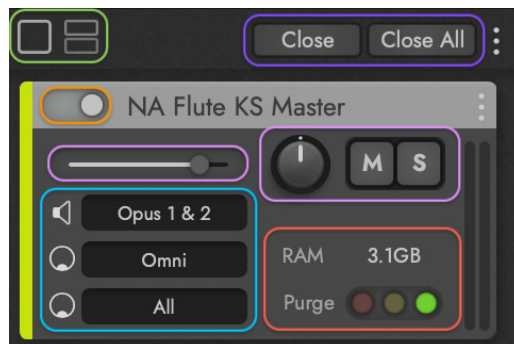 Close Close All
NA Flute KS Master
M S
Opus 1 & 2
Omni
RAM 3.1GB
All
Purge